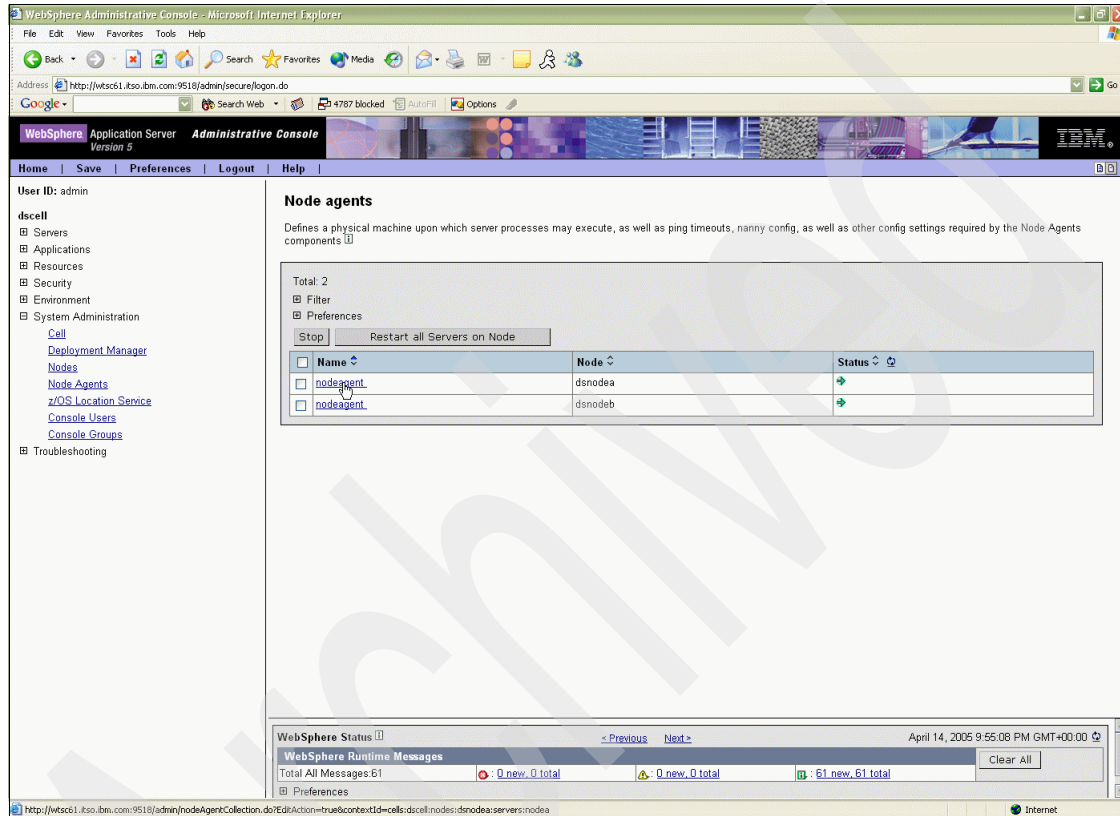 WebSphere Administrative Console - Microsoft Internet Explorer
File Edit View Favorites Tools Help
Back Search Favorites Media
Address http://wtsc61.itso.ibm.com:9518/admin/secure/logon.do Go
Google Search Web 4787 blocked AutoFill Options
WebSphere Application Server Administrative Console
Version 5
IBM
Home | Save | Preferences | Logout | Help |
User ID: admin
dscell
Servers
Applications
Resources
Security
Environment
System Administration
Cell
Deployment Manager
Nodes
Node Agents
z/OS Location Service
Console Users
Console Groups
Troubleshooting
Node agents
Defines a physical machine upon which server processes may execute, as well as ping timeouts, nanny config, as well as other config settings required by the Node Agents
components i
Total: 2
Filter
Preferences
Stop Restart all Servers on Node
Name Node Status
nodeagent dsnodea
nodeagent dsnodeb
WebSphere Status i < Previous Next > April 14, 2005 9:55:08 PM GMT+00:00
WebSphere Runtime Messages Clear All
Total All Messages:61 : 0 new, 0 total : 0 new, 0 total : 61 new, 61 total
Preferences
http://wtsc61.itso.ibm.com:9518/admin/nodeAgentCollection.do?EditAction=true&contextId=cells:dscell:nodes:dsnodea:servers:nodea Internet
Archived